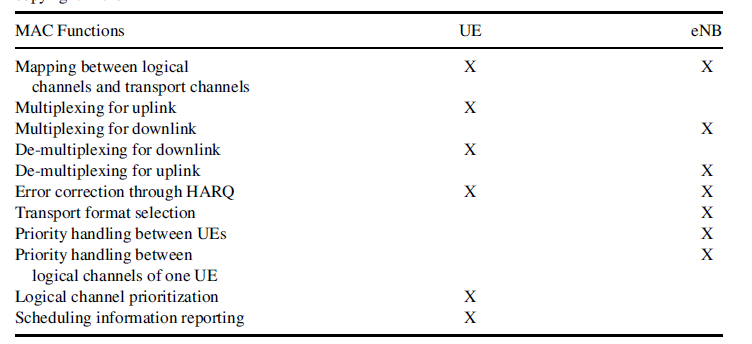 MAC Functions UE eNB
Mapping between logical X X
channels and transport channels
Multiplexing for uplink X
Multiplexing for downlink X
De-multiplexing for downlink X
De-multiplexing for uplink X
Error correction through HARQ X X
Transport format selection X
Priority handling between UEs X
Priority handling between X
logical channels of one UE
Logical channel prioritization X
Scheduling information reporting X